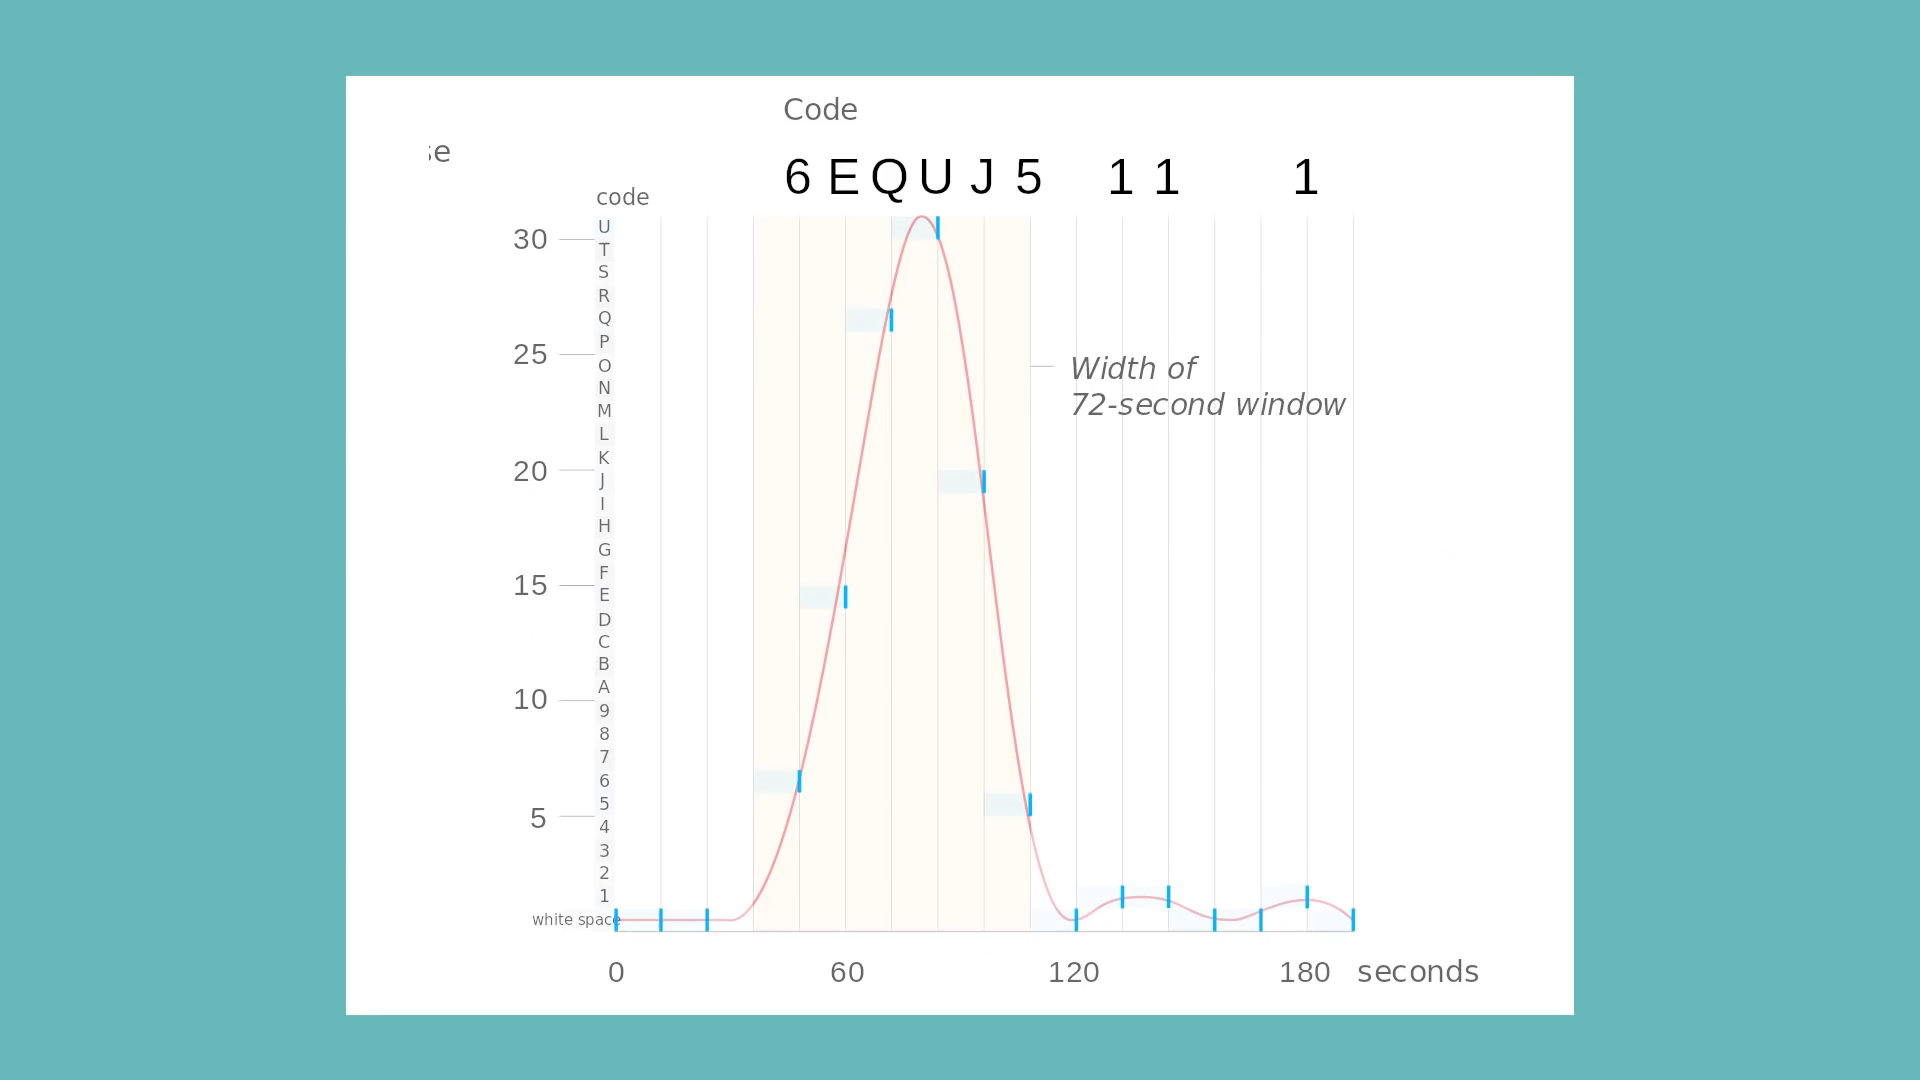 Code
6 E Q U J 5 1 1 1
code
30
25
20
15
10
5
U
T
S
R
Q
P
O
N
M
L
K
J
I
H
G
F
E
D
C
B
A
9
8
7
6
5
4
3
2
1
white space
Width of
72-second window
0 60 120 180 seconds